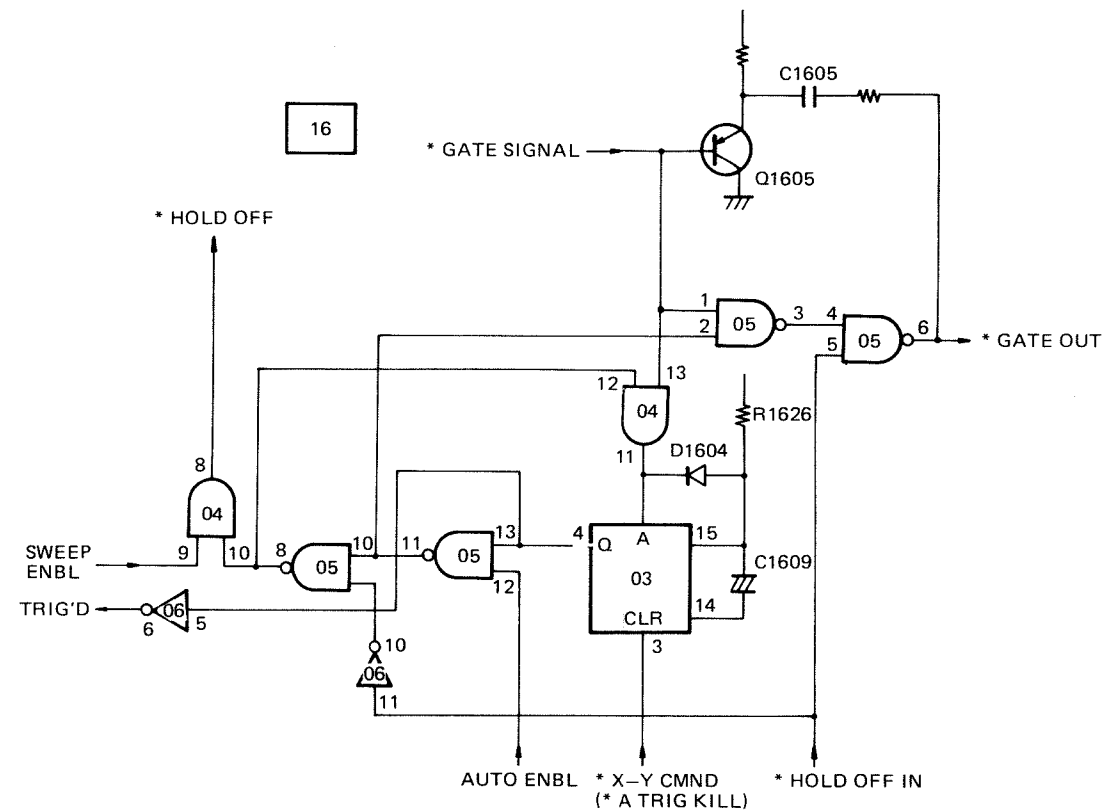 C1605
16
* GATE SIGNAL
Q1605
* HOLD OFF
1
2
05
3
4
5
05
6
* GATE OUT
12
13
04
11
R1626
D1604
8
04
9
10
SWEEP
ENBL
8
05
10
11
05
13
12
4
Q
A
15
03
14
CLR
3
C1609
TRIG'D
6
06
5
10
06
11
AUTO ENBL
* X-Y CMND
(* A TRIG KILL)
* HOLD OFF IN